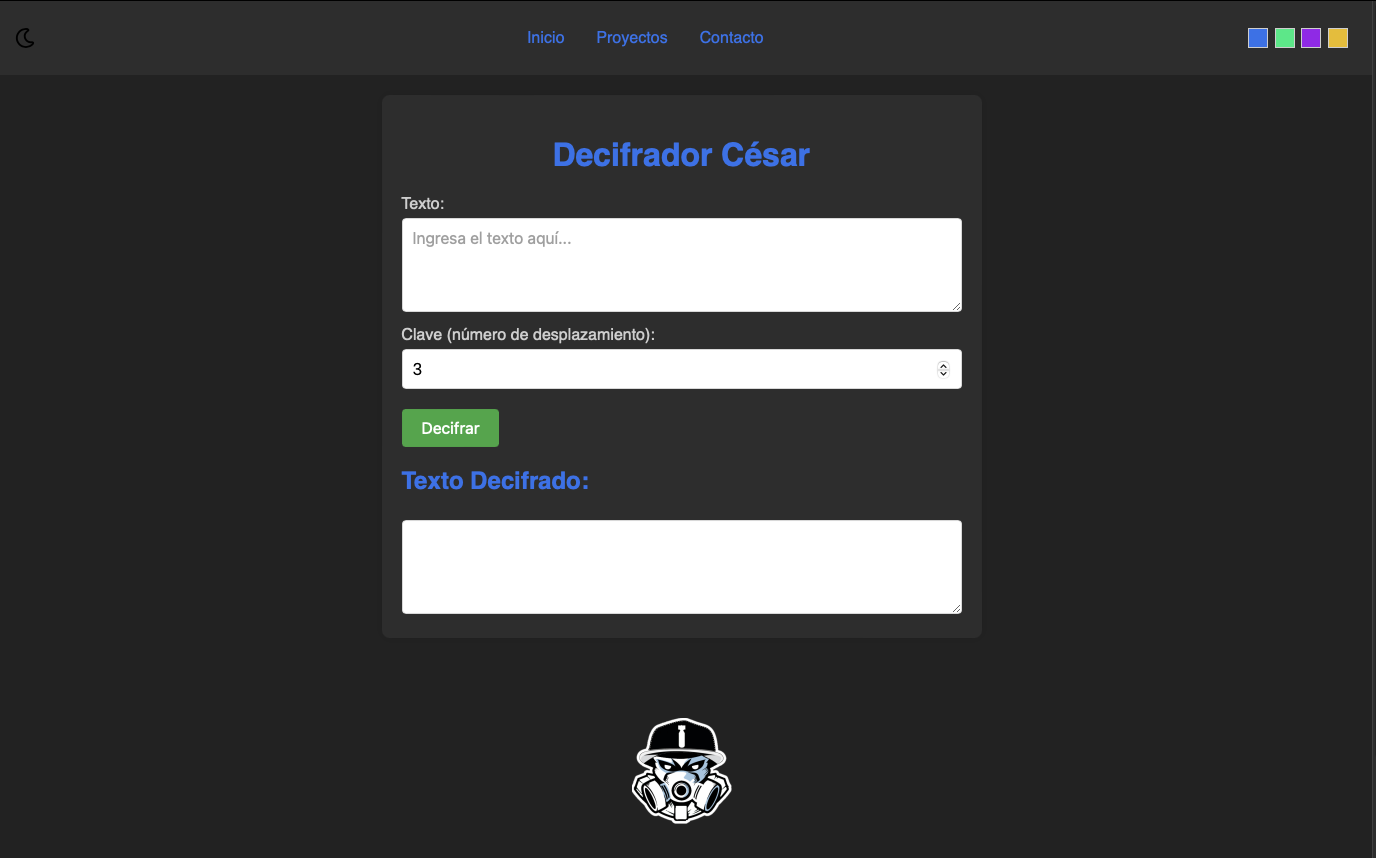 Inicio Proyectos Contacto
Decifrador César
Texto:
Ingresa el texto aquí...
Clave (número de desplazamiento):
3
Decifrar
Texto Decifrado: